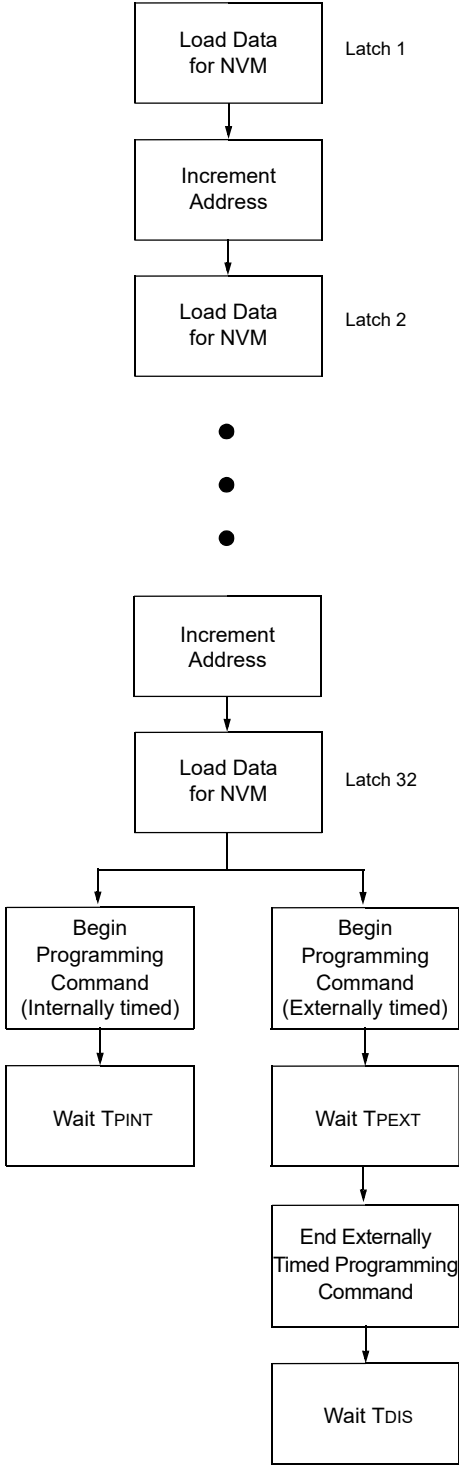 Load Data
for NVM
Latch 1
Increment
Address
Load Data
for NVM
Latch 2
Increment
Address
Load Data
for NVM
Latch 32
Begin
Programming
Command
(Internally timed)
Begin
Programming
Command
(Externally timed)
Wait TPINT
Wait TPEXT
End Externally
Timed Programming
Command
Wait TDIS